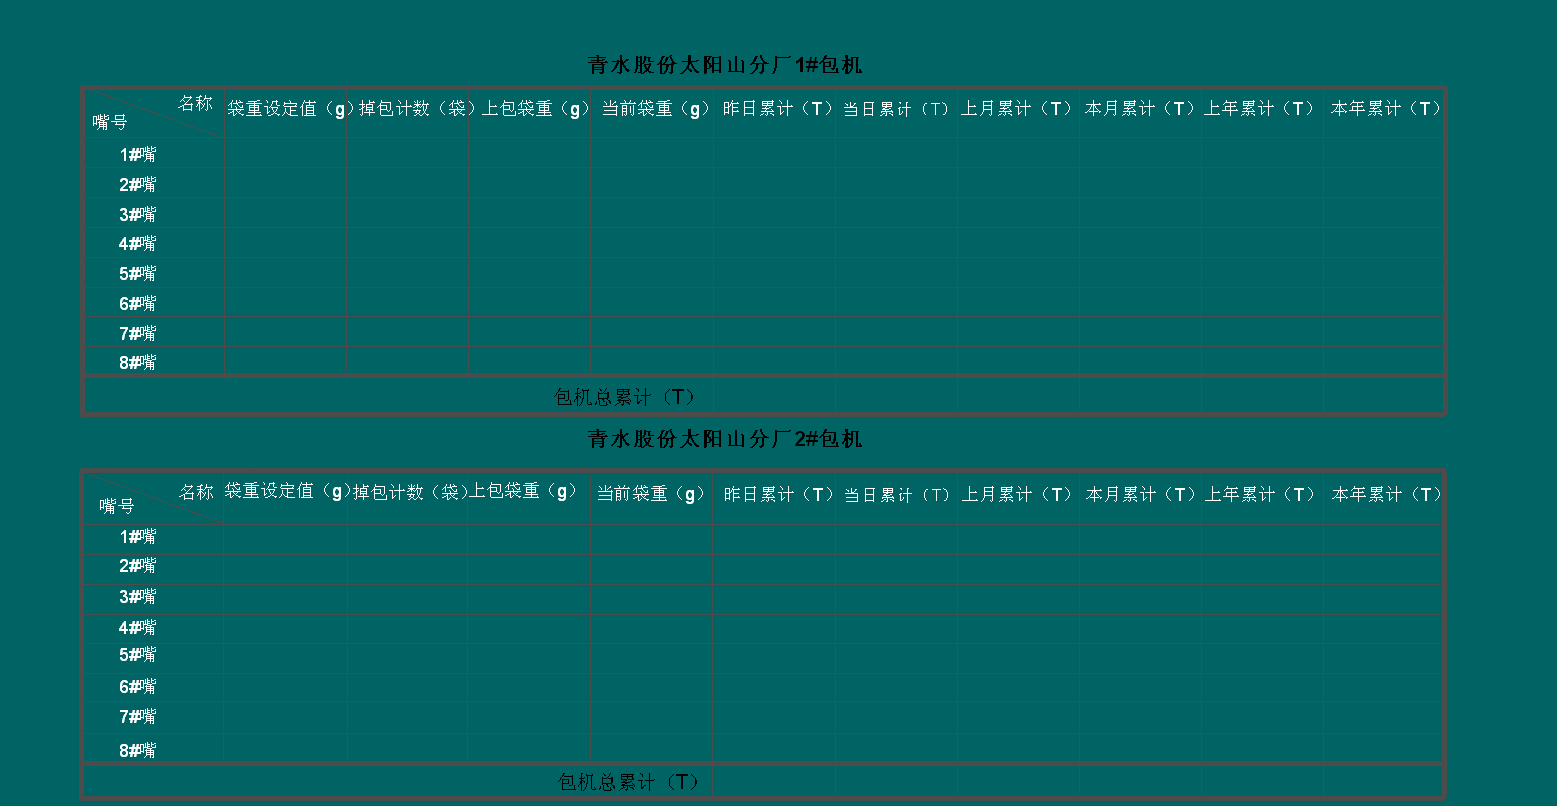 青水股份太阳山分厂1#包机
名称 袋重设定值（g） 掉包计数（袋） 上包袋重（g） 当前袋重（g） 昨日累计（T） 当日累计（T） 上月累计（T） 本月累计（T） 上年累计（T） 本年累计（T）
嘴号
1#嘴
2#嘴
3#嘴
4#嘴
5#嘴
6#嘴
7#嘴
8#嘴
包机总累计（T）
青水股份太阳山分厂2#包机
名称 袋重设定值（g） 掉包计数（袋） 上包袋重（g） 当前袋重（g） 昨日累计（T） 当日累计（T） 上月累计（T） 本月累计（T） 上年累计（T） 本年累计（T）
嘴号
1#嘴
2#嘴
3#嘴
4#嘴
5#嘴
6#嘴
7#嘴
8#嘴
包机总累计（T）